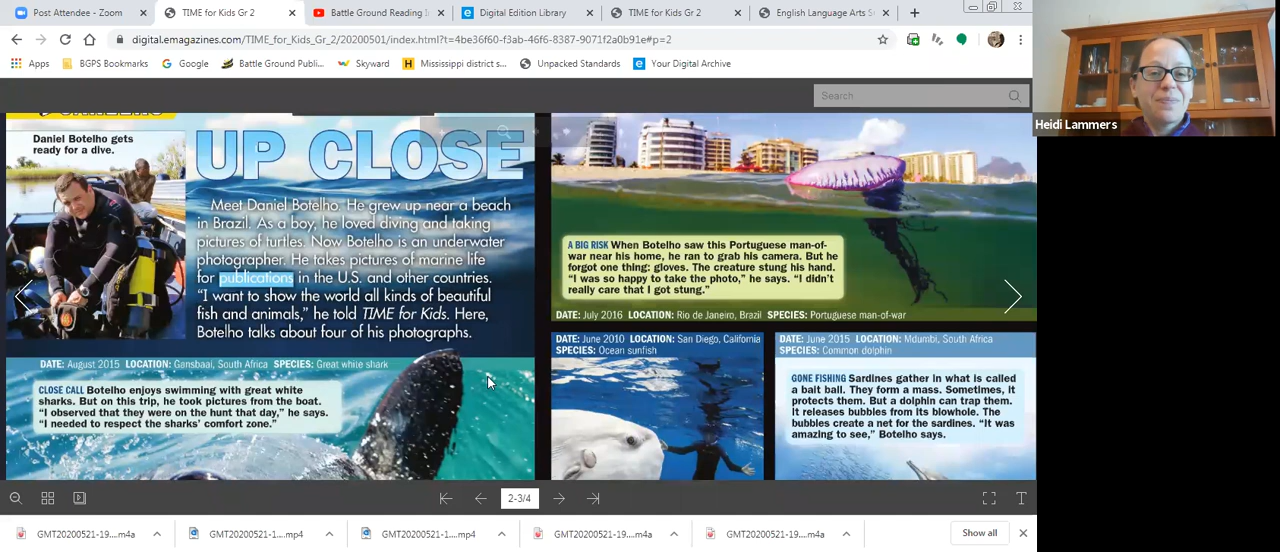 Post Attendee - Zoom
TIME for Kids Gr 2
Battle Ground Reading In
Digital Edition Library
TIME for Kids Gr 2
English Language Arts S
digital.emagazines.com/TIME_for_Kids_Gr_2/20200501/index.html?t=4be36f60-f3ab-46f6-8387-9071f2a0b91e#p=2
Apps
BGPS Bookmarks
Google
Battle Ground Publi...
Skyward
Mississippi district s...
Unpacked Standards
Your Digital Archive
Search
Heidi Lammers
Daniel Botelho gets
ready for a dive.
UP CLOSE
Meet Daniel Botelho. He grew up near a beach
in Brazil. As a boy, he loved diving and taking
pictures of turtles. Now Botelho is an underwater
photographer. He takes pictures of marine life
for publications in the U.S. and other countries.
“I want to show the world all kinds of beautiful
fish and animals,” he told TIME for Kids. Here,
Botelho talks about four of his photographs.
DATE: August 2015 LOCATION: Gansbaai, South Africa SPECIES: Great white shark
CLOSE CALL Botelho enjoys swimming with great white
sharks. But on this trip, he took pictures from the boat.
“I observed that they were on the hunt that day,” he says.
“I needed to respect the sharks’ comfort zone.”
A BIG RISK When Botelho saw this Portuguese man-of-
war near his home, he ran to grab his camera. But he
forgot one thing: gloves. The creature stung his hand.
“I was so happy to take the photo,” he says. “I didn’t
really care that I got stung.”
DATE: July 2016 LOCATION: Rio de Janeiro, Brazil SPECIES: Portuguese man-of-war
DATE: June 2010 LOCATION: San Diego, California
SPECIES: Ocean sunfish
DATE: June 2015 LOCATION: Mdumbi, South Africa
SPECIES: Common dolphin
GONE FISHING Sardines gather in what is called
a bait ball. They form a mass. Sometimes, it
protects them. But a dolphin can trap them.
It releases bubbles from its blowhole. The
bubbles create a net for the sardines. “It was
amazing to see,” Botelho says.
2-3/4
GMT20200521-19....m4a
GMT20200521-1....mp4
GMT20200521-1....mp4
GMT20200521-19....m4a
GMT20200521-19....m4a
Show all